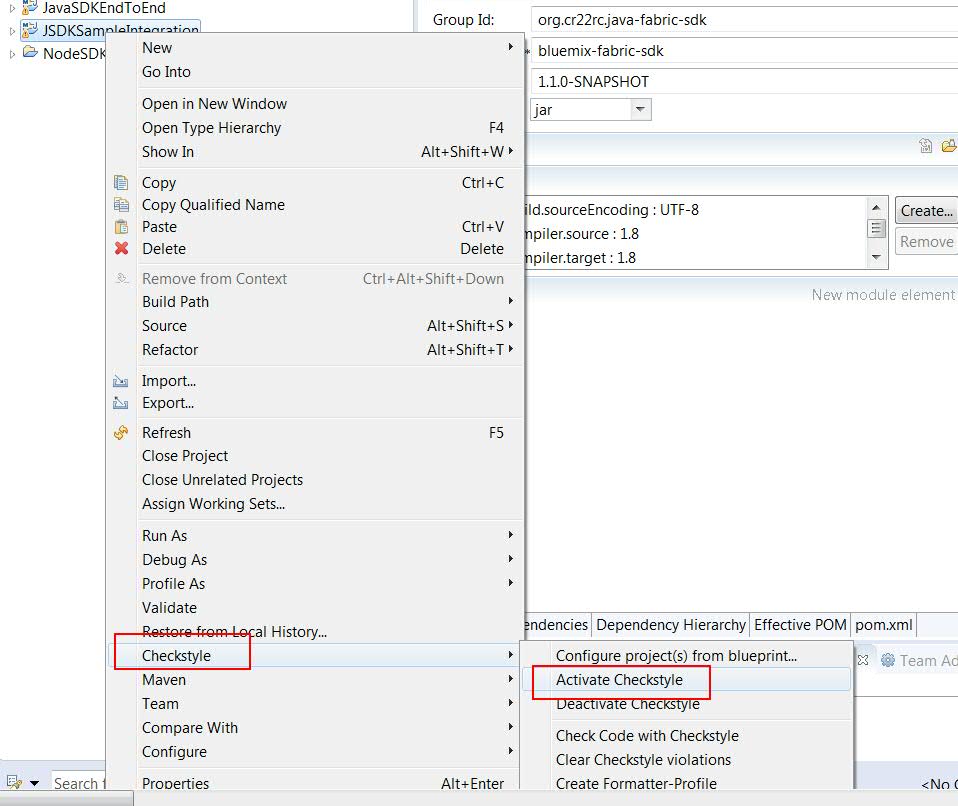 JavaSDKEndToEnd
JSDKSampleIntegration
NodeSDK
Group Id:
org.cr22rc.java-fabric-sdk
bluemix-fabric-sdk
1.1.0-SNAPSHOT
jar
New
Go Into
Open in New Window
Open Type Hierarchy F4
Show In Alt+Shift+W
Copy Ctrl+C
Copy Qualified Name
Paste Ctrl+V
Delete Delete
Remove from Context Ctrl+Alt+Shift+Down
Build Path
Source Alt+Shift+S
Refactor Alt+Shift+T
Import...
Export...
Refresh F5
Close Project
Close Unrelated Projects
Assign Working Sets...
Run As
Debug As
Profile As
Validate
Restore from Local History...
Checkstyle
Maven
Team
Compare With
Configure
Properties Alt+Enter
ild.sourceEncoding : UTF-8
mpiler.source : 1.8
mpiler.target : 1.8
Create...
Remove
New module element
endencies Dependency Hierarchy Effective POM pom.xml
Team Ad
Configure project(s) from blueprint...
Activate Checkstyle
Deactivate Checkstyle
Check Code with Checkstyle
Clear Checkstyle violations
Create Formatter-Profile
Search
<No